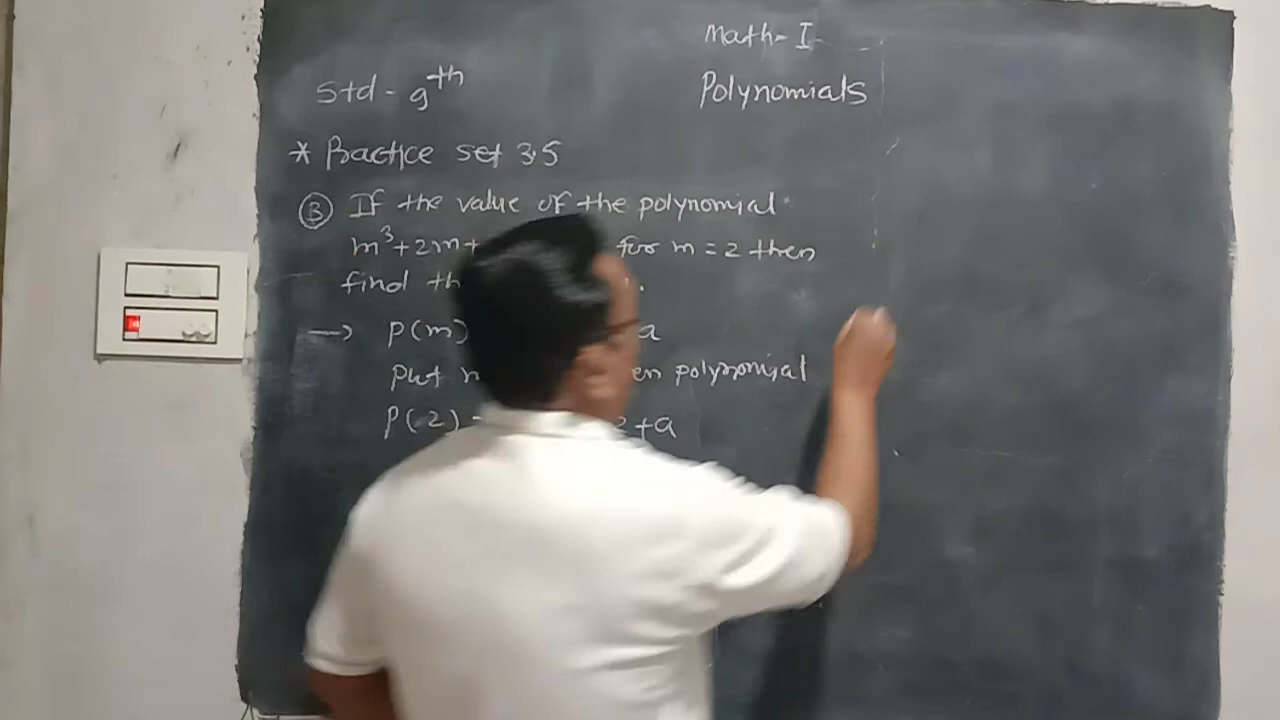 Math-I
Std - 9th
Polynomials
* Practice set 3.5
③ If the value of the polynomial
m³+2m+ for m = 2 then
find th
→ P(m) a
Put en polynomial
P(2) 2+a